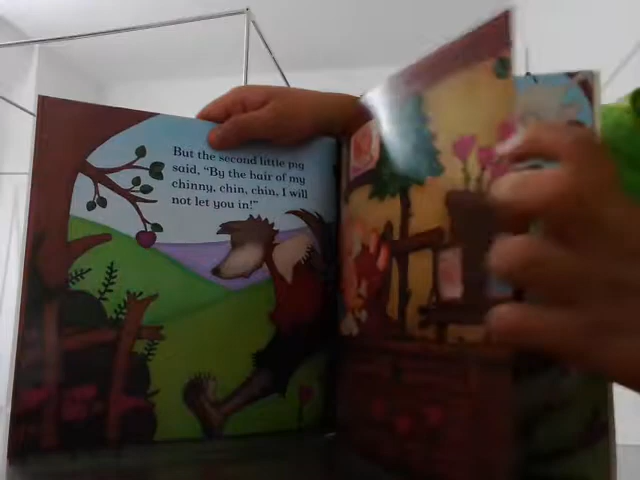 But the second little pig
said, "By the hair of my
chinny, chin, chin, I will
not let you in!"